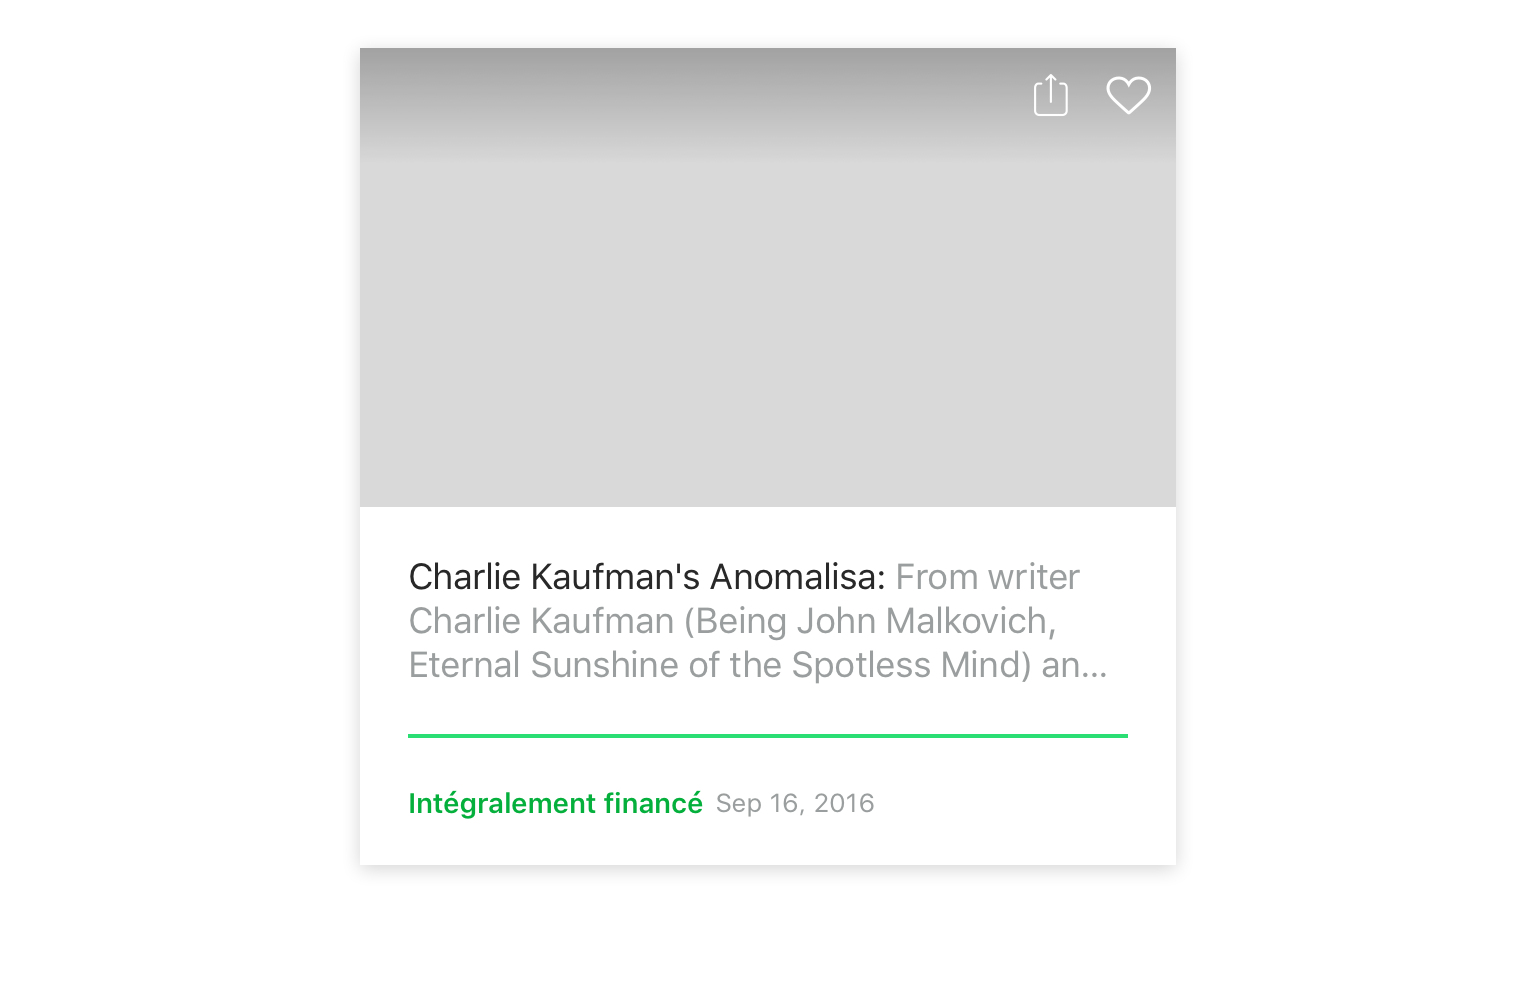 Charlie Kaufman's Anomalisa: From writer
Charlie Kaufman (Being John Malkovich,
Eternal Sunshine of the Spotless Mind) an...
Intégralement financé Sep 16, 2016